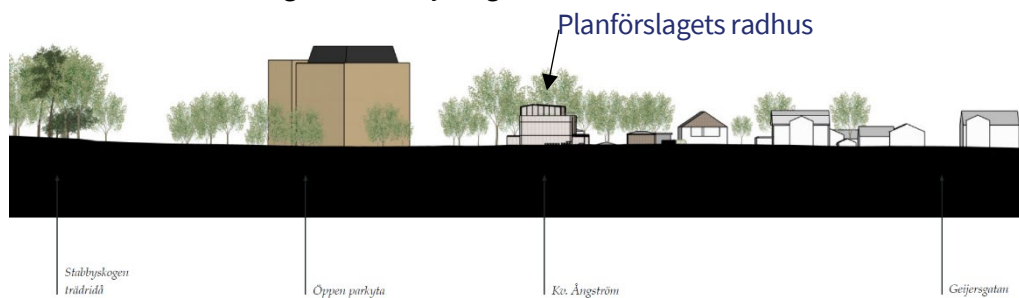 Planförslagets radhus
Stabbyskogen
trädridå
Öppen parkyta
Kv. Ångström
Geijersgatan